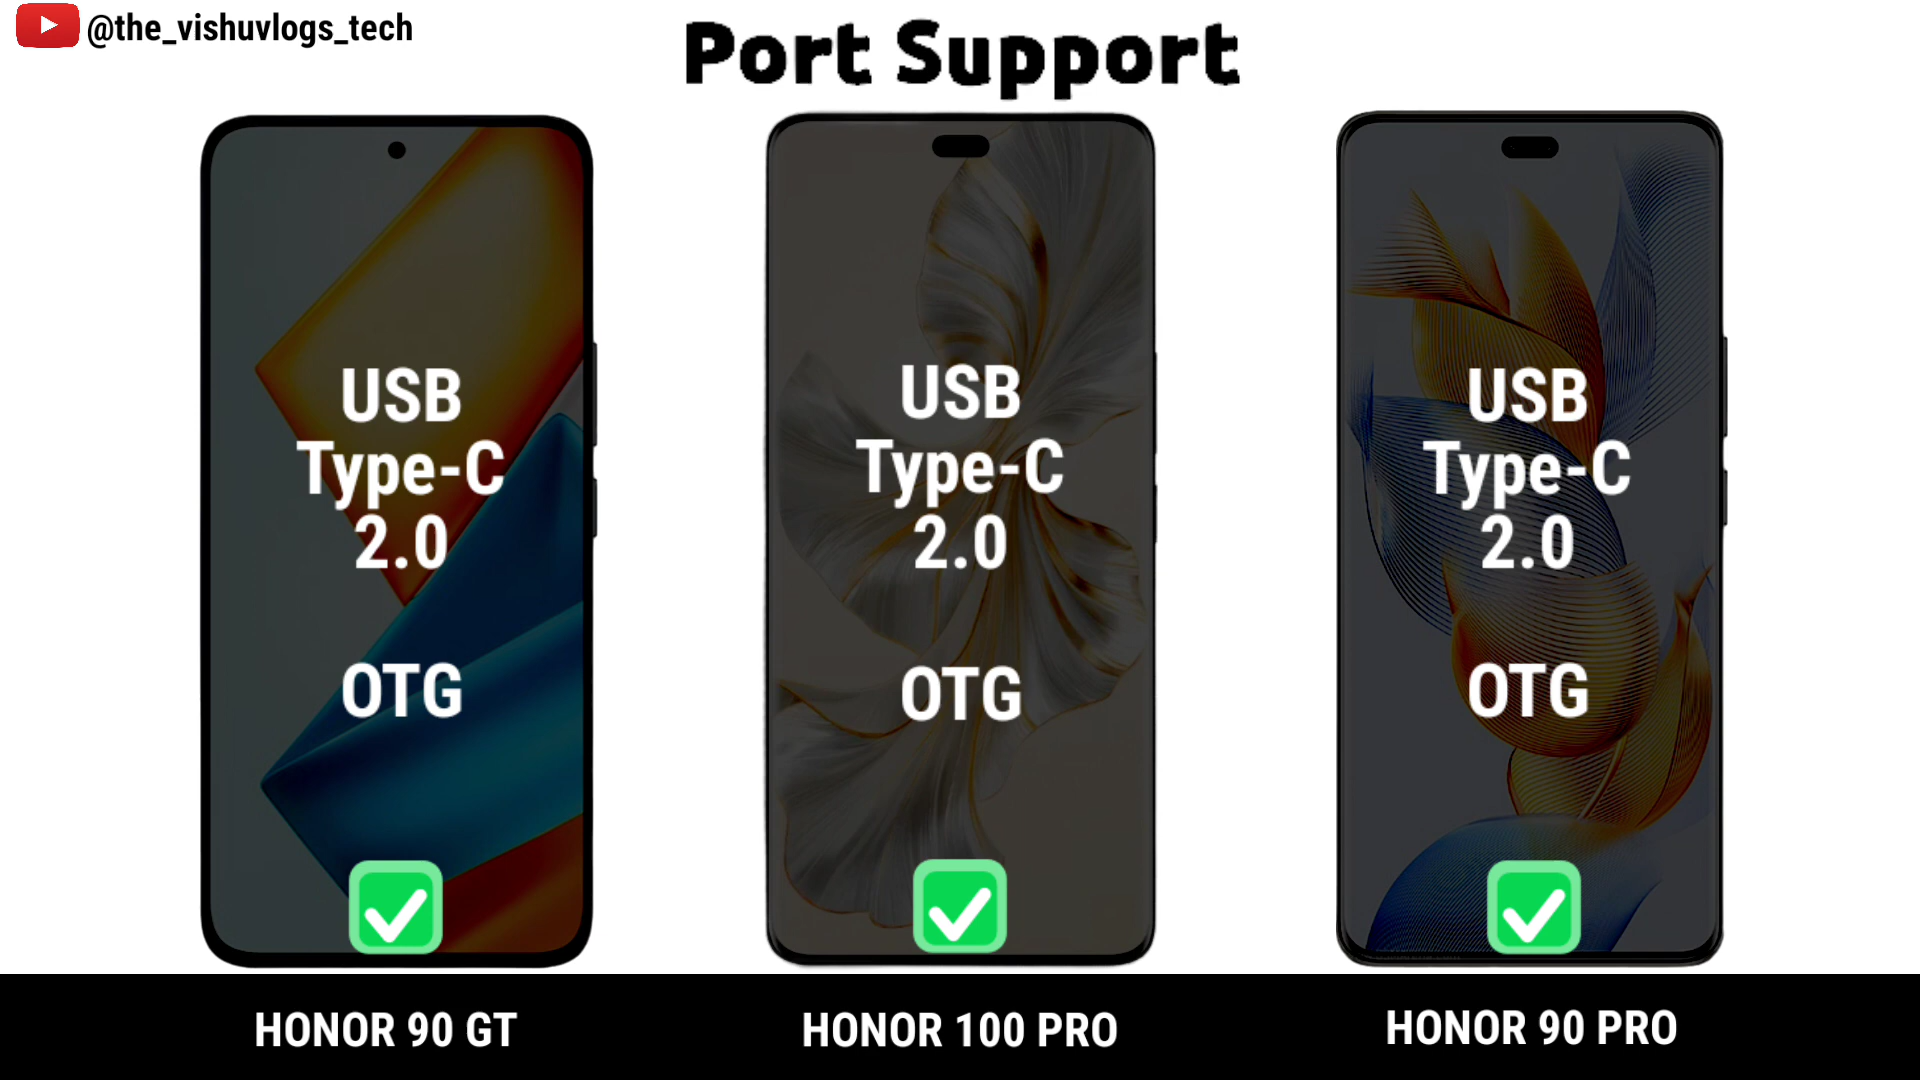 @the_vishuvlogs_tech
Port Support
USB
Type-C
2.0
OTG
USB
Type-C
2.0
OTG
USB
Type-C
2.0
OTG
HONOR 90 GT
HONOR 100 PRO
HONOR 90 PRO